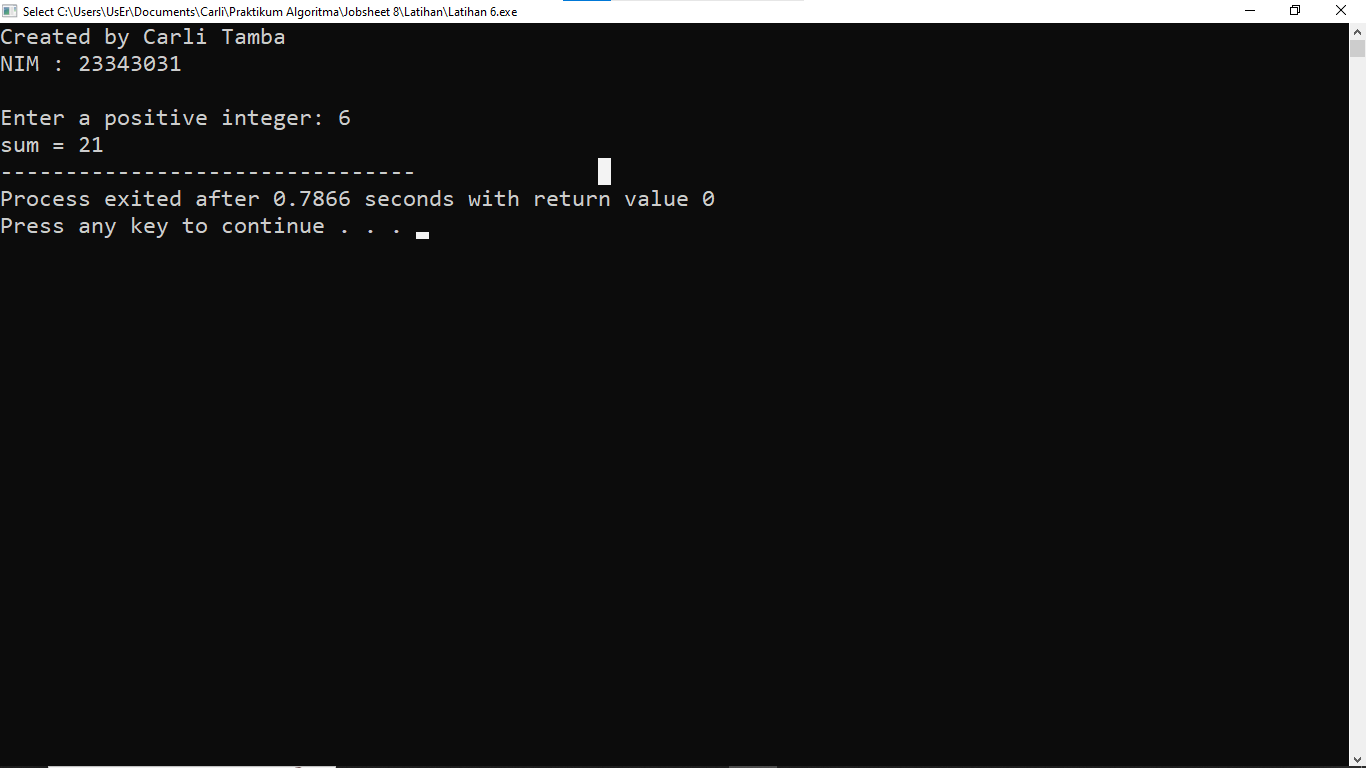 Select C:\Users\UsEr\Documents\Carli\Praktikum Algoritma\Jobsheet 8\Latihan\Latihan 6.exe
Created by Carli Tamba
NIM : 23343031
Enter a positive integer: 6
sum = 21
--------------------------------
Process exited after 0.7866 seconds with return value 0
Press any key to continue . . .